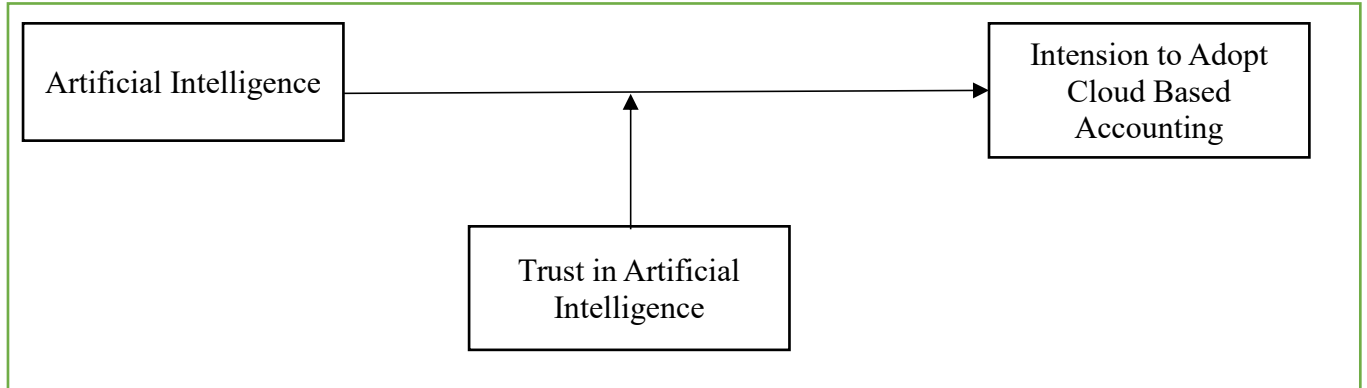 Artificial Intelligence
Intension to Adopt
Cloud Based
Accounting
Trust in Artificial
Intelligence